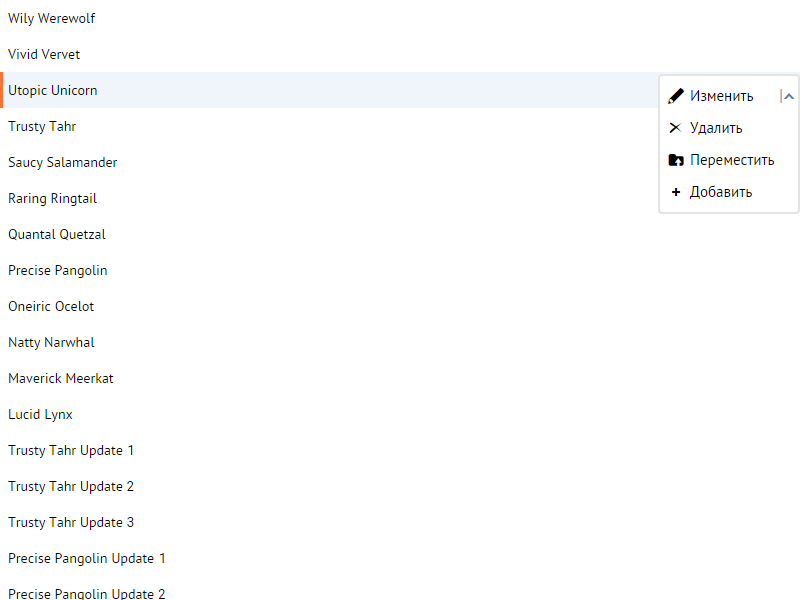 Wily Werewolf
Vivid Vervet
Utopic Unicorn
Изменить
Trusty Tahr
Удалить
Saucy Salamander
Переместить
Raring Ringtail
Добавить
Quantal Quetzal
Precise Pangolin
Oneiric Ocelot
Natty Narwhal
Maverick Meerkat
Lucid Lynx
Trusty Tahr Update 1
Trusty Tahr Update 2
Trusty Tahr Update 3
Precise Pangolin Update 1
Precise Pangolin Update 2